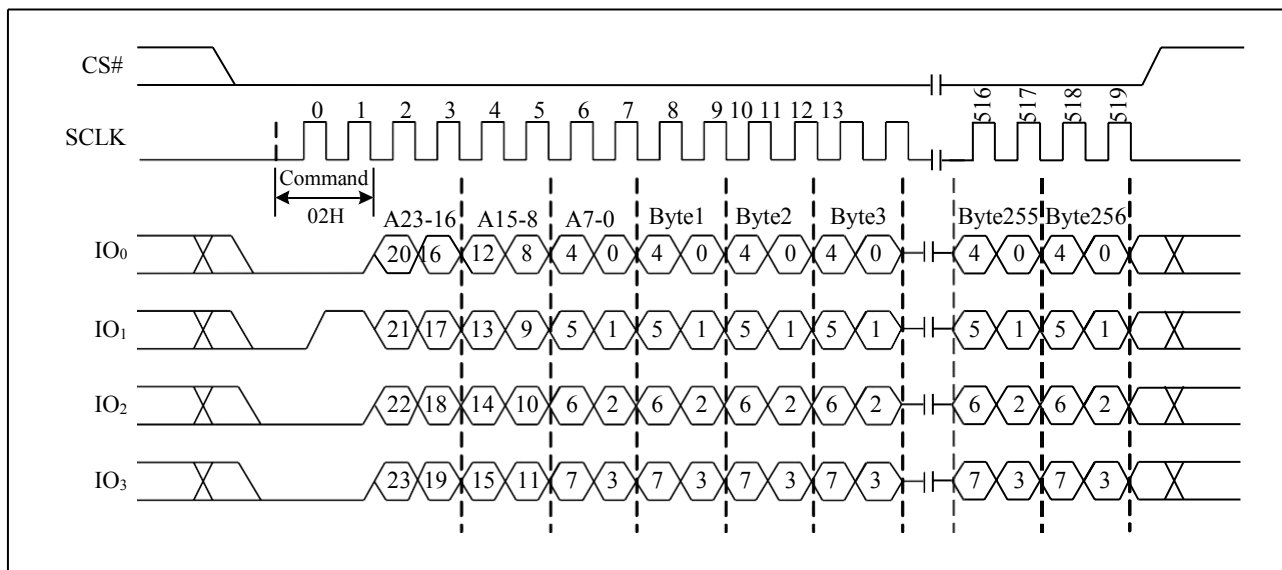 CS#
516 517 518 519
0 1 2 3 4 5 6 7 8 9 10 11 12 13
SCLK
Command
02H
A23-16 A15-8 A7-0 Byte1 Byte2 Byte3 Byte255 Byte256
IO₀ 20 16 12 8 4 0 4 0 4 0 4 0 4 0 4 0
IO₁ 21 17 13 9 5 1 5 1 5 1 5 1 5 1 5 1
IO₂ 22 18 14 10 6 2 6 2 6 2 6 2 6 2 6 2
IO₃ 23 19 15 11 7 3 7 3 7 3 7 3 7 3 7 3